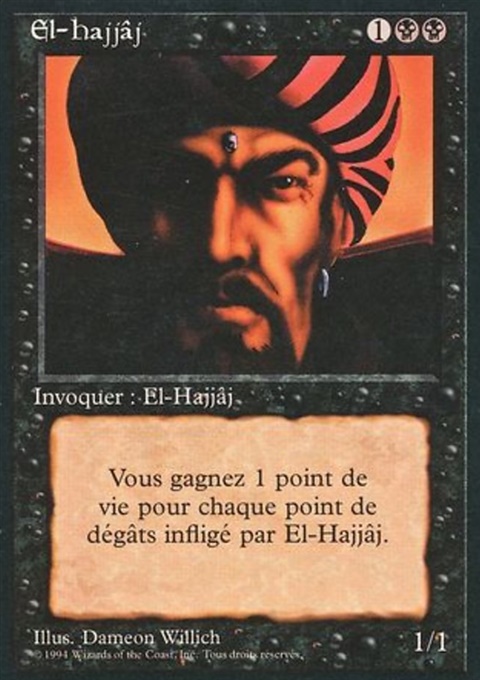 El-hajjâj 1
Invoquer : El-Hajjâj
Vous gagnez 1 point de
vie pour chaque point de
dégâts infligé par El-Hajjâj.
Illus. Dameon Willich
© 1994 Wizards of the Coast, Inc. Tous droits réservés.
1/1